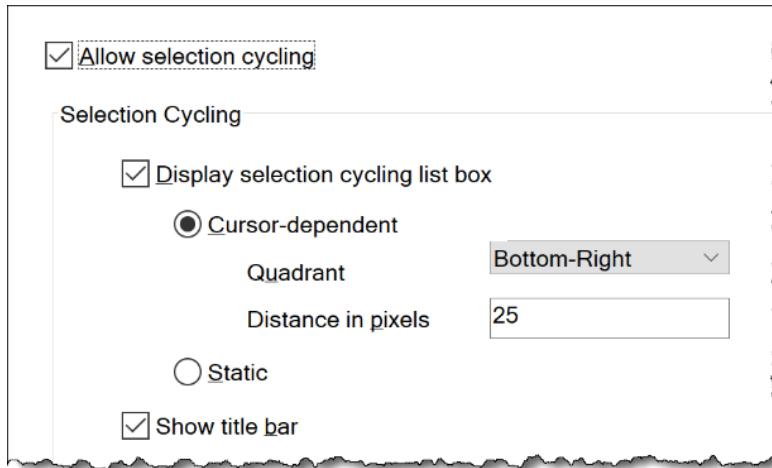 Allow selection cycling
Selection Cycling
Display selection cycling list box
Cursor-dependent
Quadrant Bottom-Right
Distance in pixels 25
Static
Show title bar